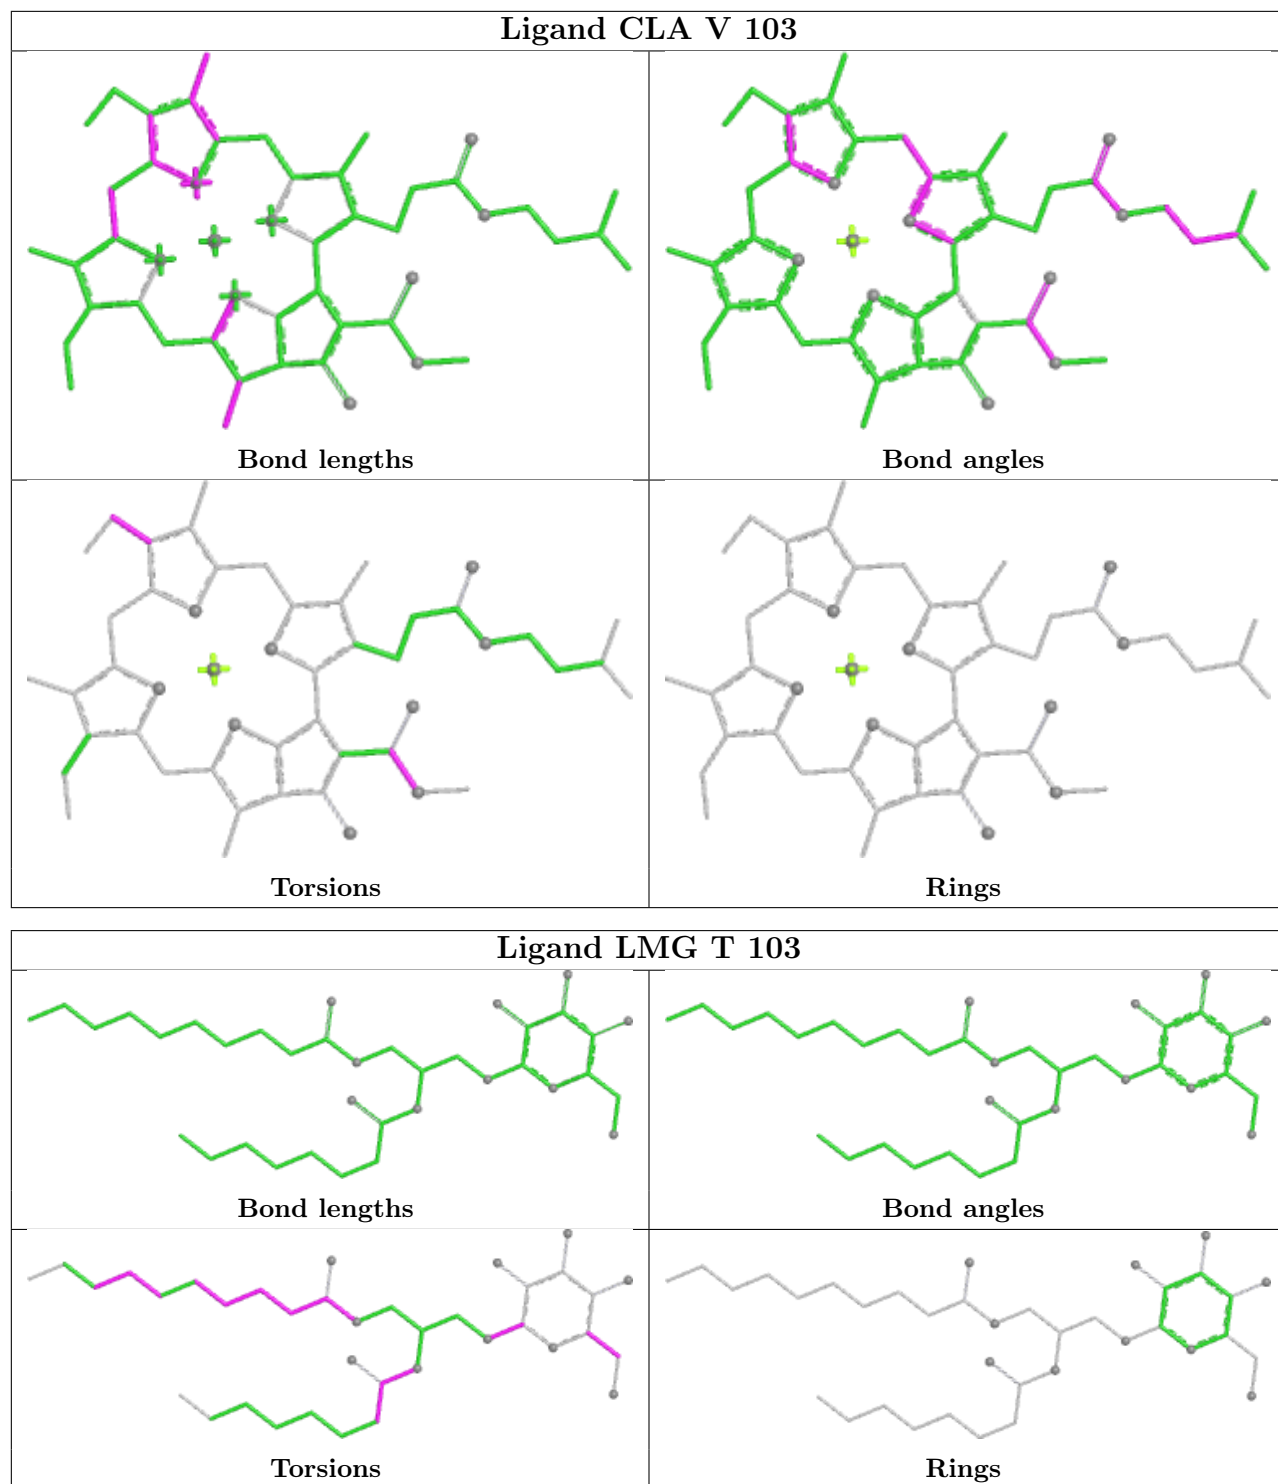 Ligand CLA V 103
Bond lengths
Bond angles
Torsions
Rings
Ligand LMG T 103
Bond lengths
Bond angles
Torsions
Rings